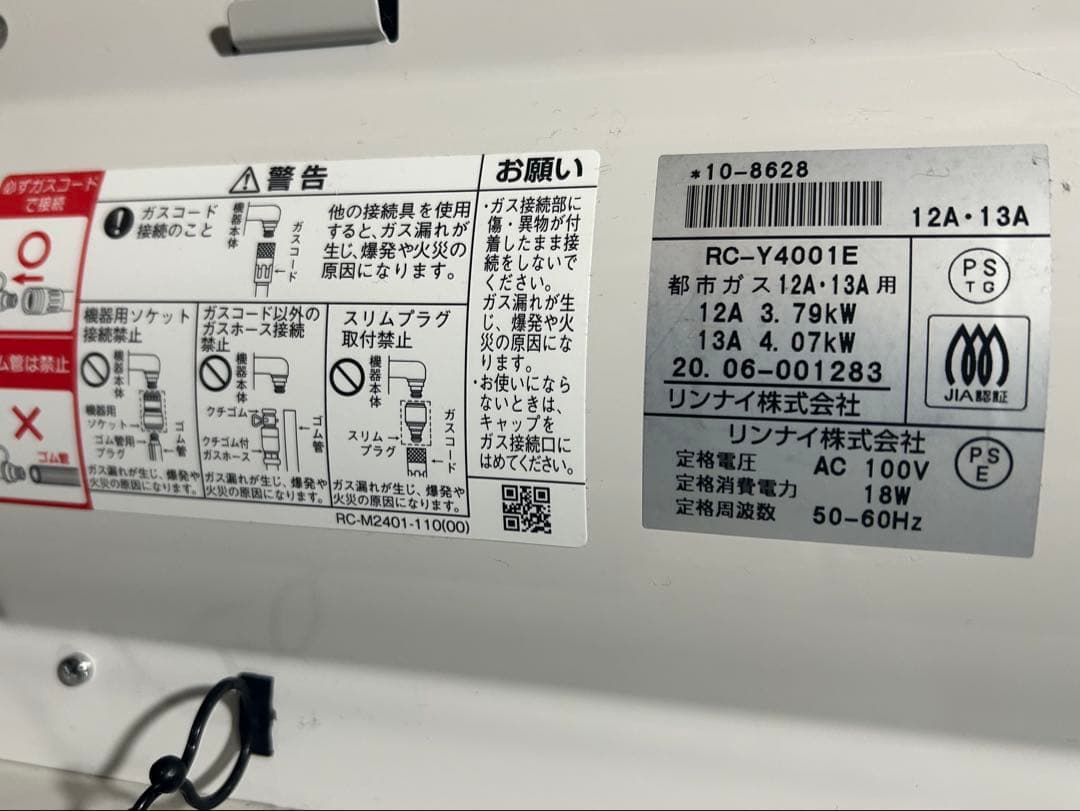 必ずガスコード
で接続
ム管は禁止
ゴム管
警告
ガスコード
接続のこと
機器本体
ガスコード
他の接続具を使用
すると、ガス漏れが
生じ、爆発や火災の
原因になります。
機器用ソケット
接続禁止
機器本体
機器用
ソケット
ゴム管用
プラグ
ゴム管
ガス漏れが生じ、爆発や
火災の原因になります。
ガスコード以外の
ガスホース接続
禁止
機器本体
クチゴム
クチゴム付
ガスホース
ゴム管
ガス漏れが生じ、爆発や
火災の原因になります。
スリムプラグ
取付禁止
機器本体
スリム
プラグ
ガスコード
ガス漏れが生じ、爆発や
火災の原因になります。
RC-M2401-110(00)
お願い
・ガス接続部に
傷・異物が付
着したまま接
続をしないで
ください。
ガス漏れが生
じ、爆発や火
災の原因にな
ります。
・お使いになら
ないときは、
キャップを
ガス接続口に
はめてください。
*10-8628
12A・13A
RC-Y4001E
都市ガス12A・13A用
12A 3.79kW
13A 4.07kW
20.06-001283
リンナイ株式会社
PS
TG
JIA認証
リンナイ株式会社
定格電圧 AC 100V
定格消費電力 18W
定格周波数 50-60Hz
PS
E